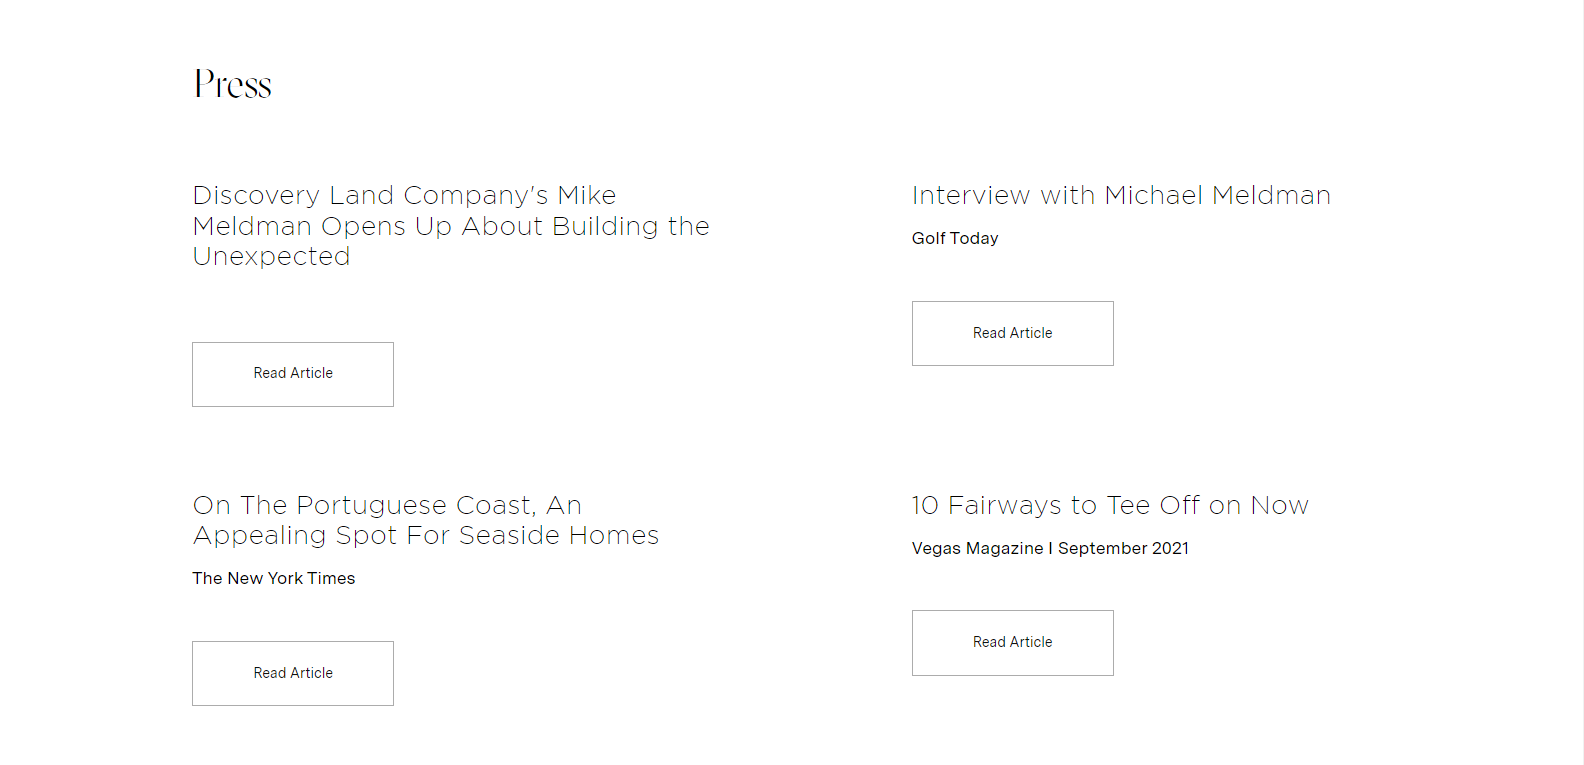 Press
Discovery Land Company's Mike
Meldman Opens Up About Building the
Unexpected
Read Article
Interview with Michael Meldman
Golf Today
Read Article
On The Portuguese Coast, An
Appealing Spot For Seaside Homes
The New York Times
Read Article
10 Fairways to Tee Off on Now
Vegas Magazine I September 2021
Read Article